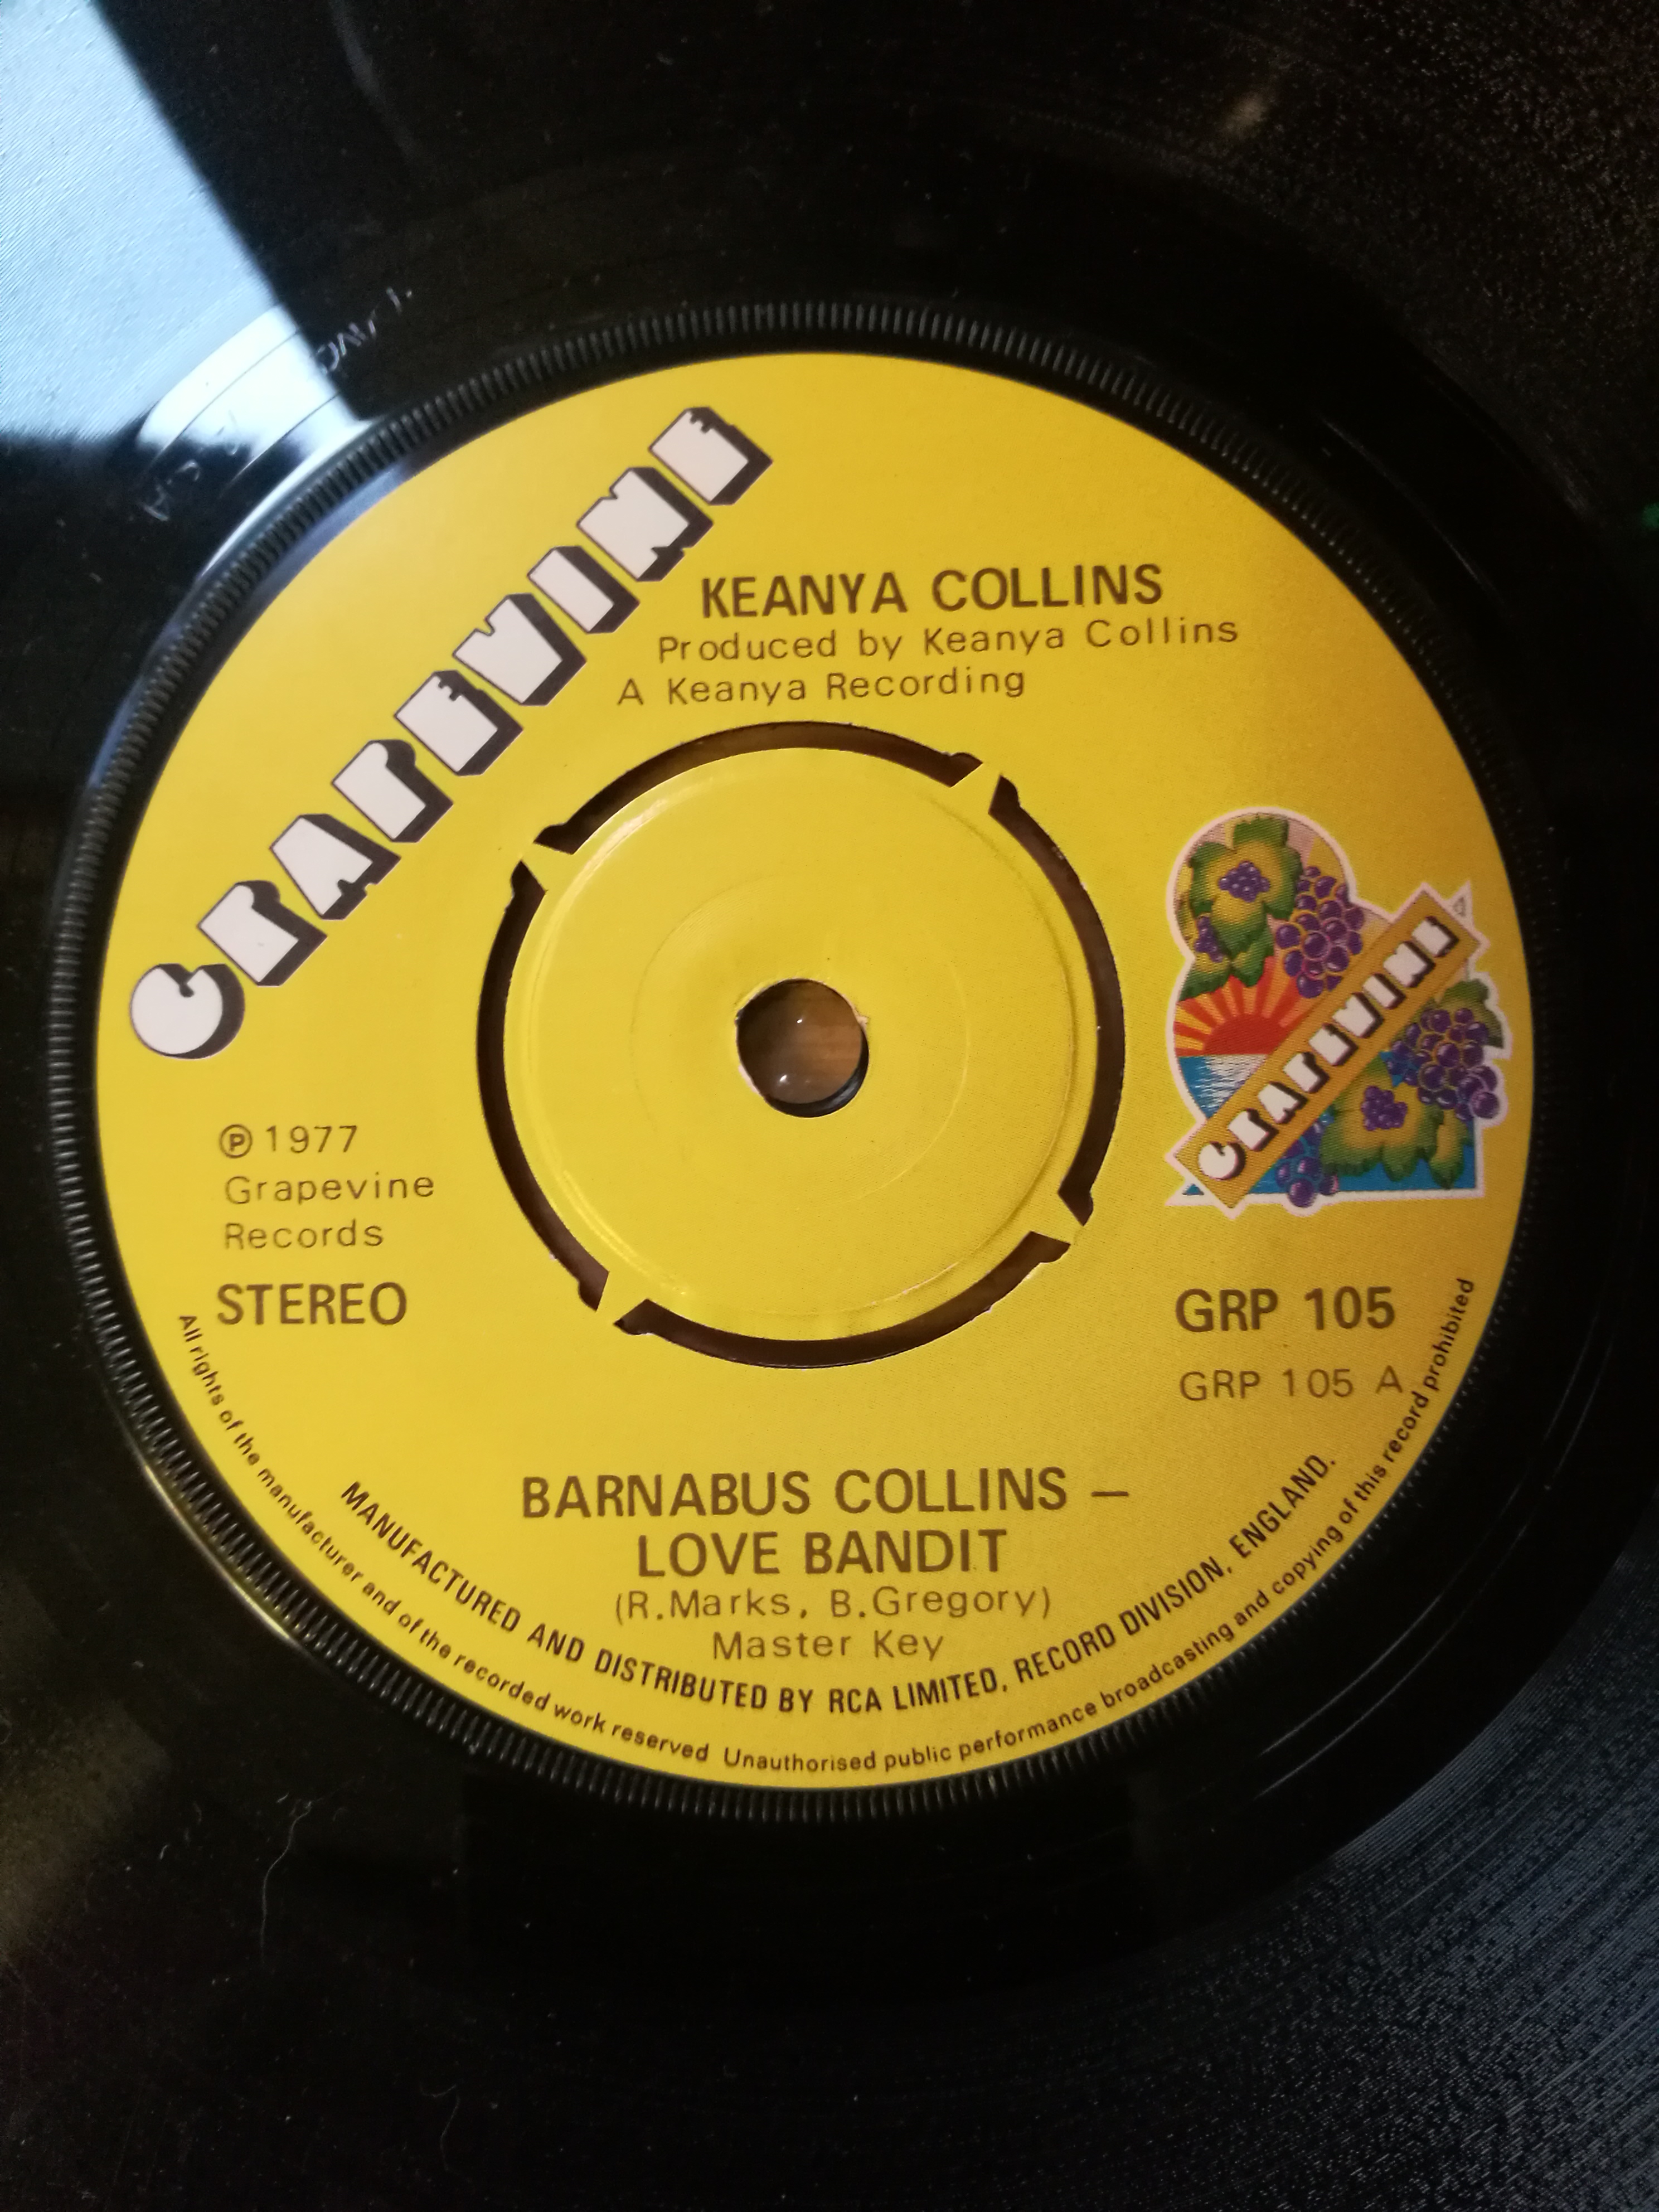 GRAPEVINE
KEANYA COLLINS
Produced by Keanya Collins
A Keanya Recording
GRAPEVINE
Ⓟ 1977
Grapevine
Records
STEREO
GRP 105
GRP 105 A
BARNABUS COLLINS –
LOVE BANDIT
(R.Marks, B.Gregory)
Master Key
MANUFACTURED AND DISTRIBUTED BY RCA LIMITED, RECORD DIVISION, ENGLAND.
All rights of the manufacturer and of the recorded work reserved Unauthorised public performance broadcasting and copying of this record prohibited